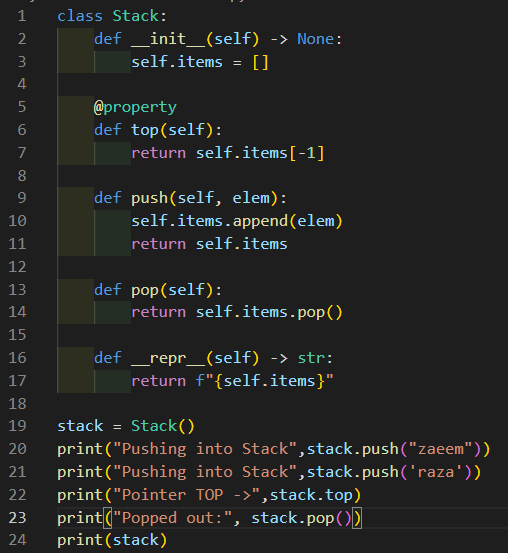 1 class Stack:
2     def __init__(self) -> None:
3         self.items = []
4
5     @property
6     def top(self):
7         return self.items[-1]
8
9     def push(self, elem):
10         self.items.append(elem)
11         return self.items
12
13     def pop(self):
14         return self.items.pop()
15
16     def __repr__(self) -> str:
17         return f"{self.items}"
18
19 stack = Stack()
20 print("Pushing into Stack",stack.push("zaeem"))
21 print("Pushing into Stack",stack.push('raza'))
22 print("Pointer TOP ->",stack.top)
23 print("Popped out:", stack.pop())
24 print(stack)